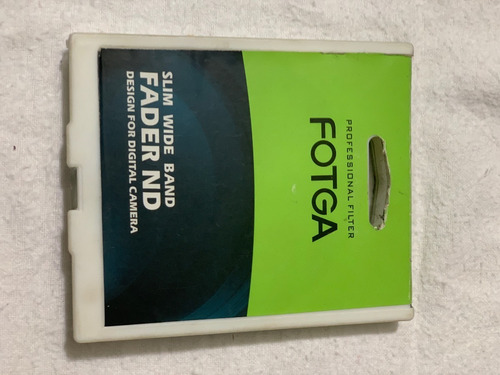 PROFESSIONAL FILTER
FOTGA
SLIM WIDE BAND
FADER ND
DESIGN FOR DIGITAL CAMERA